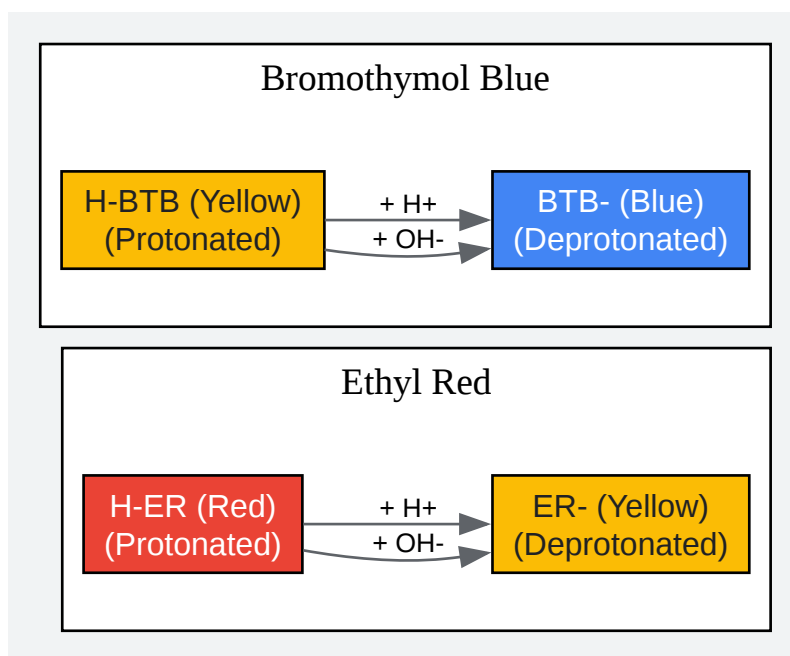 Bromothymol Blue
H-BTB (Yellow)
(Protonated)
+ H+
+ OH-
BTB- (Blue)
(Deprotonated)
Ethyl Red
H-ER (Red)
(Protonated)
+ H+
+ OH-
ER- (Yellow)
(Deprotonated)